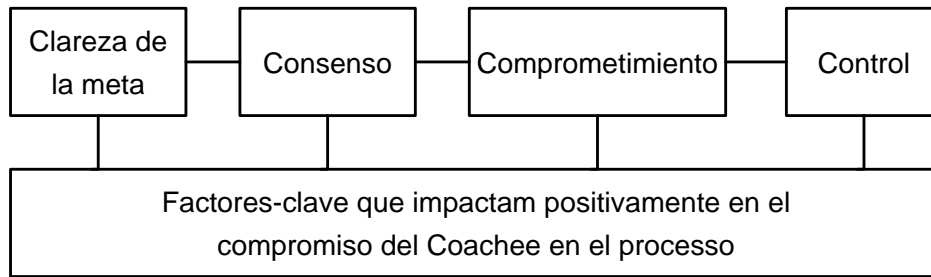 Clareza de
la meta
Consenso
Comprometimiento
Control
Factores-clave que impactam positivamente en el
compromiso del Coachee en el processo